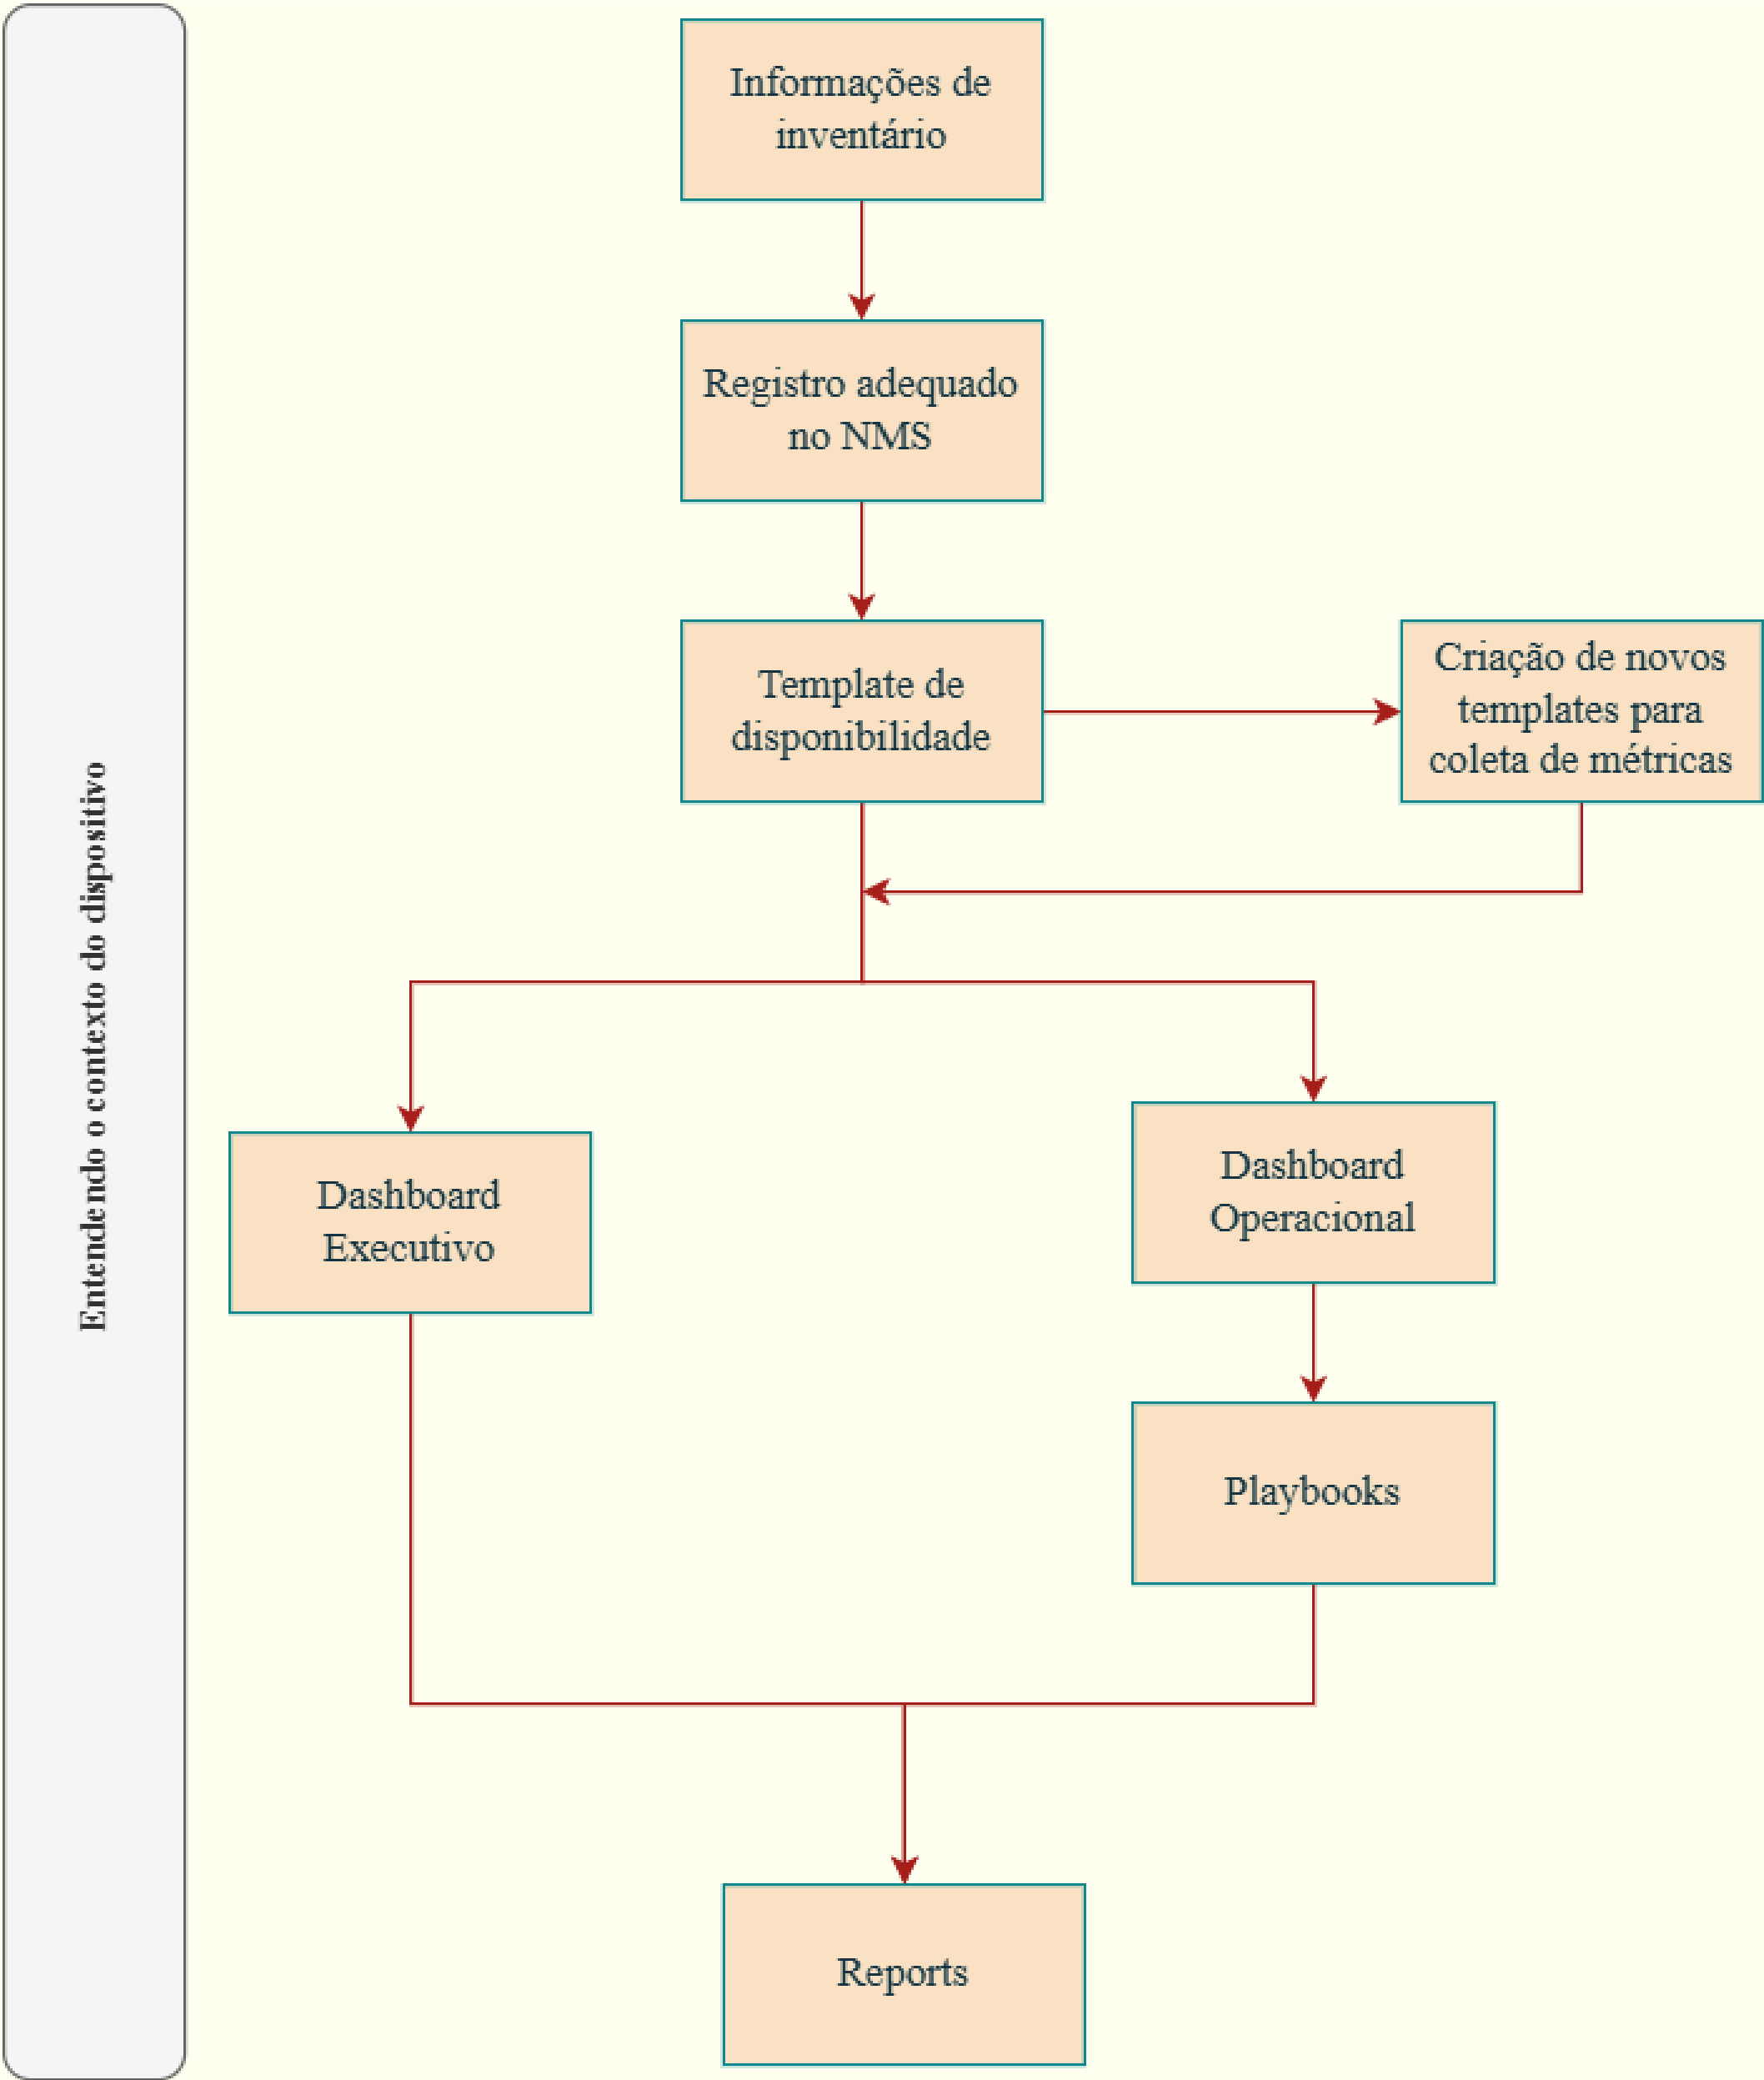 Entendendo o contexto do dispositivo
Informações de
inventário
Registro adequado
no NMS
Template de
disponibilidade
Criação de novos
templates para
coleta de métricas
Dashboard
Executivo
Dashboard
Operacional
Playbooks
Reports